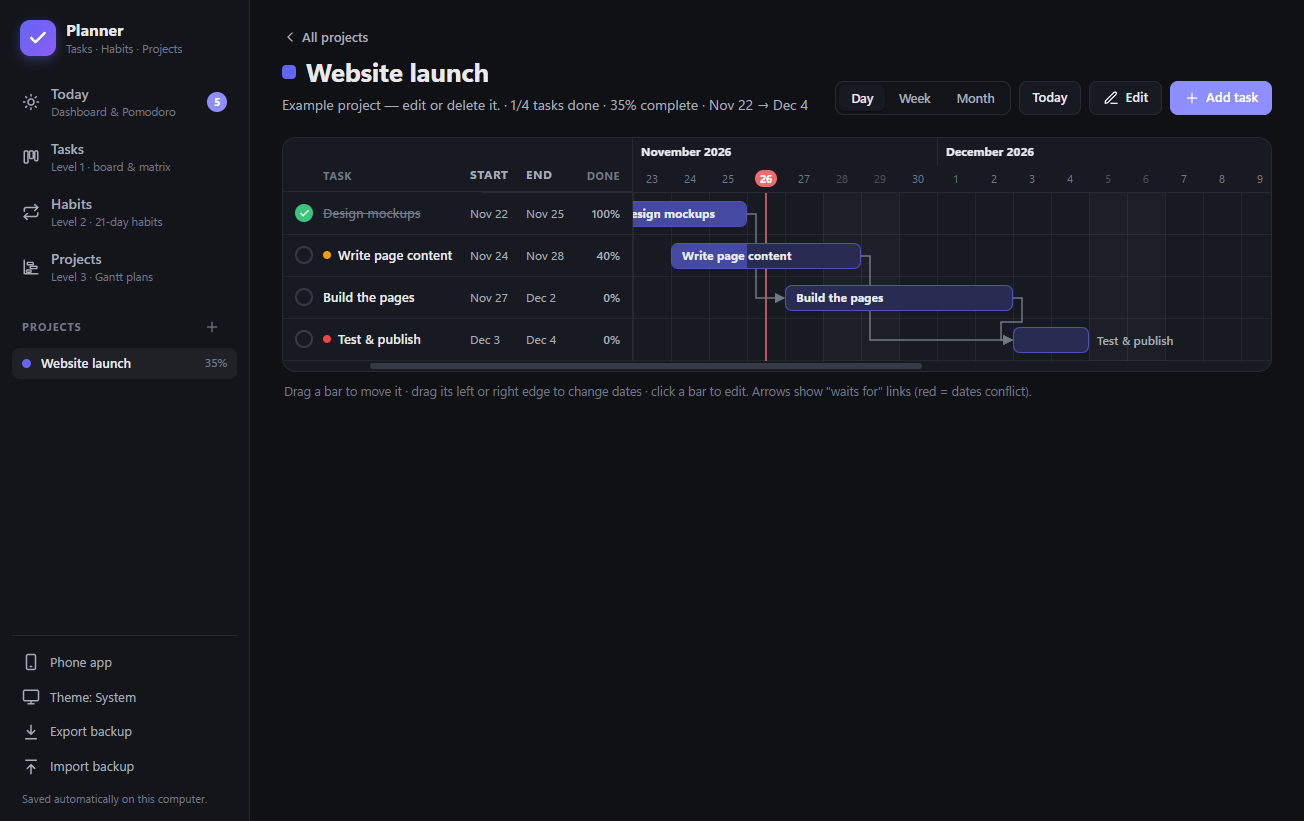 Planner
Tasks · Habits · Projects
Today
Dashboard & Pomodoro
5
Tasks
Level 1 · board & matrix
Habits
Level 2 · 21-day habits
Projects
Level 3 · Gantt plans
PROJECTS
Website launch 35%
Phone app
Theme: System
Export backup
Import backup
Saved automatically on this computer.
All projects
Website launch
Example project — edit or delete it. · 1/4 tasks done · 35% complete · Nov 22 → Dec 4
Day Week Month Today Edit Add task
November 2026 December 2026
TASK START END DONE
23 24 25 26 27 28 29 30 1 2 3 4 5 6 7 8 9
Design mockups Nov 22 Nov 25 100% esign mockups
Write page content Nov 24 Nov 28 40% Write page content
Build the pages Nov 27 Dec 2 0% Build the pages
Test & publish Dec 3 Dec 4 0% Test & publish
Drag a bar to move it · drag its left or right edge to change dates · click a bar to edit. Arrows show "waits for" links (red = dates conflict).